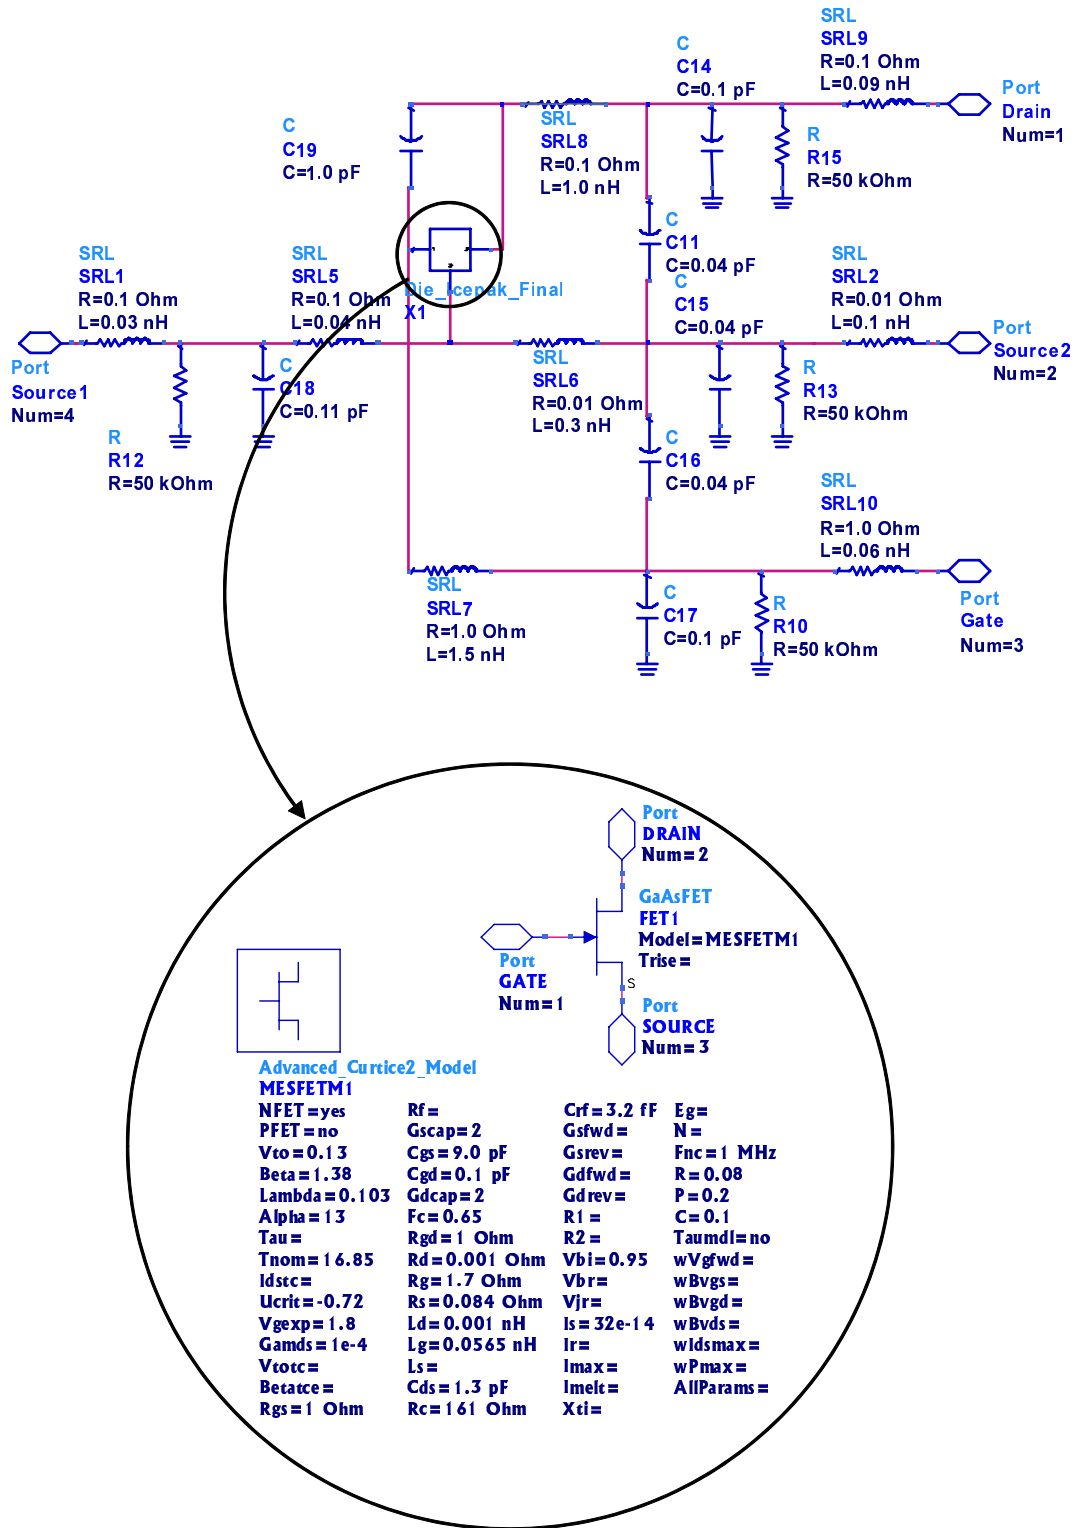 SRL
SRL9
R=0.1 Ohm
L=0.09 nH
C
C14
C=0.1 pF
Port
Drain
Num=1
C
C19
C=1.0 pF
SRL
SRL8
R=0.1 Ohm
L=1.0 nH
R
R15
R=50 kOhm
C
C11
C=0.04 pF
SRL
SRL1
R=0.1 Ohm
L=0.03 nH
SRL
SRL5
R=0.1 Ohm
L=0.04 nH
Die_Icepak_Final
X1
C
C15
C=0.04 pF
SRL
SRL2
R=0.01 Ohm
L=0.1 nH
Port
Source1
Num=4
Port
Source2
Num=2
C
C18
C=0.11 pF
SRL
SRL6
R=0.01 Ohm
L=0.3 nH
R
R13
R=50 kOhm
R
R12
R=50 kOhm
C
C16
C=0.04 pF
SRL
SRL10
R=1.0 Ohm
L=0.06 nH
SRL
SRL7
R=1.0 Ohm
L=1.5 nH
C
C17
C=0.1 pF
R
R10
R=50 kOhm
Port
Gate
Num=3
Port
DRAIN
Num=2
GaAsFET
FET1
Model=MESFETM1
Trise=
Port
GATE
Num=1
S
Port
SOURCE
Num=3
Advanced_Curtice2_Model
MESFETM1
NFET=yes
PFET=no
Vto=0.13
Beta=1.38
Lambda=0.103
Alpha=13
Tau=
Tnom=16.85
Idstc=
Ucrit=-0.72
Vgexp=1.8
Gamds=1e-4
Vtotc=
Betatce=
Rgs=1 Ohm
Rf=
Gscap=2
Cgs=9.0 pF
Cgd=0.1 pF
Gdcap=2
Fc=0.65
Rgd=1 Ohm
Rd=0.001 Ohm
Rg=1.7 Ohm
Rs=0.084 Ohm
Ld=0.001 nH
Lg=0.0565 nH
Ls=
Cds=1.3 pF
Rc=161 Ohm
Crf=3.2 fF
Gsfwd=
Gsrev=
Gdfwd=
Gdrev=
R1=
R2=
Vbi=0.95
Vbr=
Vjr=
Is=32e-14
Ir=
Imax=
Imelt=
Xti=
Eg=
N=
Fnc=1 MHz
R=0.08
P=0.2
C=0.1
Taumdl=no
wVgfwd=
wBvgs=
wBvgd=
wBvds=
wIdsmax=
wPmax=
AllParams=